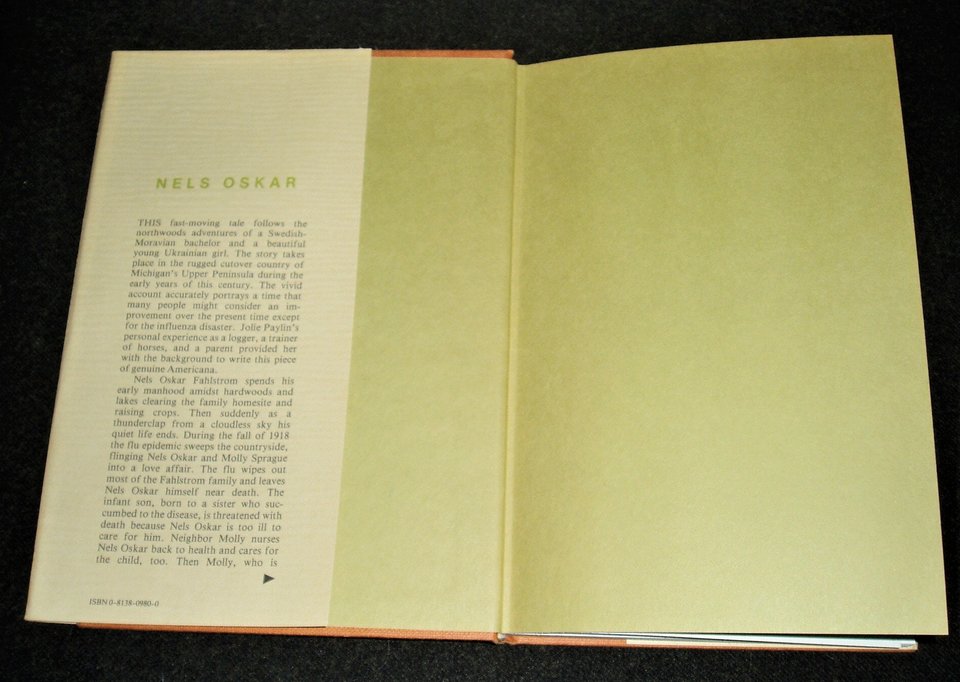 NELS OSKAR
THIS fast-moving tale follows the
northwoods adventures of a Swedish-
Moravian bachelor and a beautiful
young Ukrainian girl. The story takes
place in the rugged cutover country of
Michigan's Upper Peninsula during the
early years of this century. The vivid
account accurately portrays a time that
many people might consider an im-
provement over the present time except
for the influenza disaster. Jolie Paylin's
personal experience as a logger, a trainer
of horses, and a parent provided her
with the background to write this piece
of genuine Americana.
Nels Oskar Fahlstrom spends his
early manhood amidst hardwoods and
lakes clearing the family homesite and
raising crops. Then suddenly as a
thunderclap from a cloudless sky his
quiet life ends. During the fall of 1918
the flu epidemic sweeps the countryside,
flinging Nels Oskar and Molly Sprague
into a love affair. The flu wipes out
most of the Fahlstrom family and leaves
Nels Oskar himself near death. The
infant son, born to a sister who suc-
cumbed to the disease, is threatened with
death because Nels Oskar is too ill to
care for him. Neighbor Molly nurses
Nels Oskar back to health and cares for
the child, too. Then Molly, who is
ISBN 0-8138-0980-0